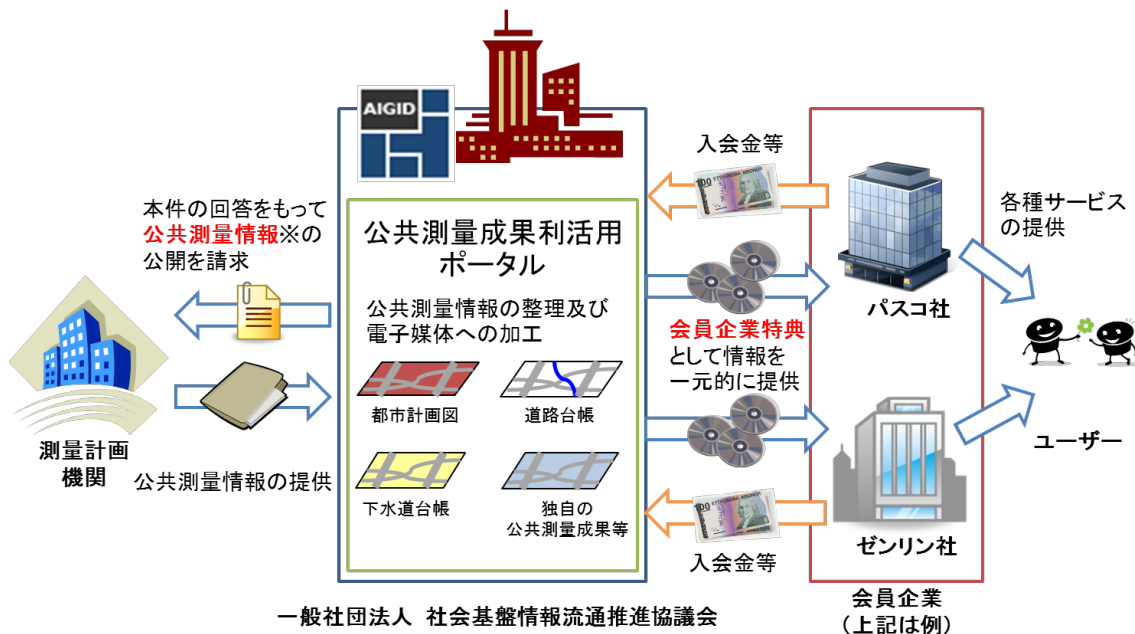 AIGID
本件の回答をもって
公共測量情報※の
公開を請求
測量計画
機関
公共測量情報の提供
公共測量成果利活用
ポータル
公共測量情報の整理及び
電子媒体への加工
都市計画図
道路台帳
下水道台帳
独自の
公共測量成果等
一般社団法人 社会基盤情報流通推進協議会
入会金等
100
会員企業特典
として情報を
一元的に提供
100
入会金等
パスコ社
ゼンリン社
会員企業
(上記は例)
各種サービス
の提供
ユーザー